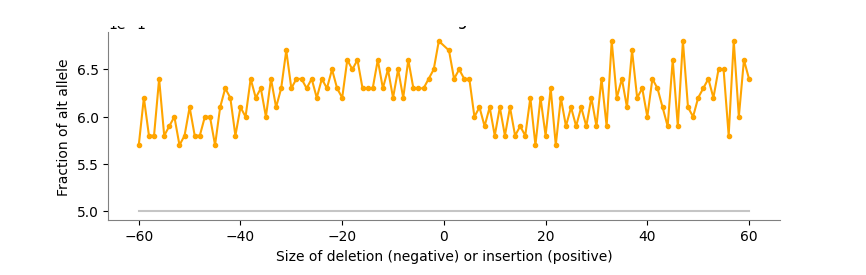 6.5
6.0
5.5
5.0
Fraction of alt allele
−60 −40 −20 0 20 40 60
Size of deletion (negative) or insertion (positive)